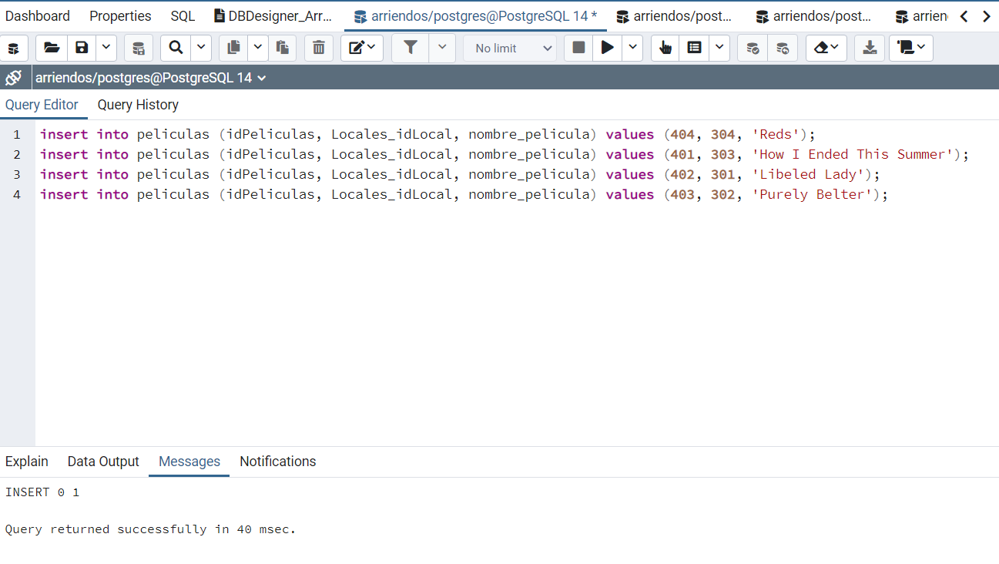 Dashboard Properties SQL DBDesigner_Arr... arriendos/postgres@PostgreSQL 14 * arriendos/post... arriendos/post... arrien
No limit
arriendos/postgres@PostgreSQL 14
Query Editor Query History
1 insert into peliculas (idPeliculas, Locales_idLocal, nombre_pelicula) values (404, 304, 'Reds');
2 insert into peliculas (idPeliculas, Locales_idLocal, nombre_pelicula) values (401, 303, 'How I Ended This Summer');
3 insert into peliculas (idPeliculas, Locales_idLocal, nombre_pelicula) values (402, 301, 'Libeled Lady');
4 insert into peliculas (idPeliculas, Locales_idLocal, nombre_pelicula) values (403, 302, 'Purely Belter');
Explain Data Output Messages Notifications
INSERT 0 1
Query returned successfully in 40 msec.